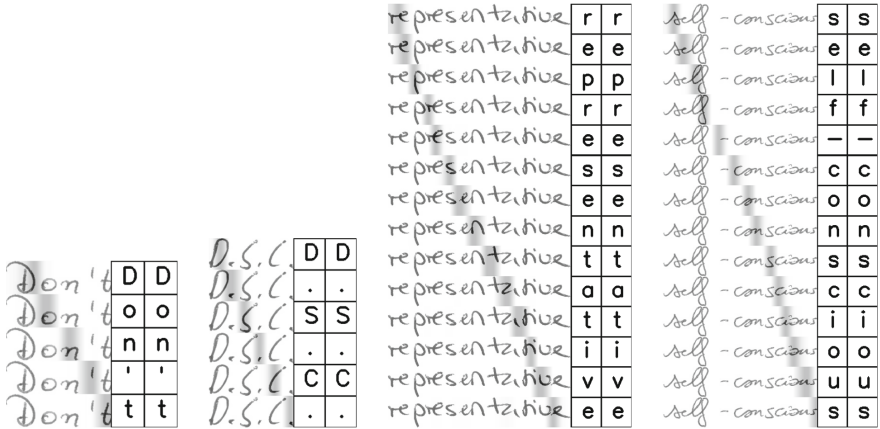 Don't D D
Don't o o
Don't n n
Don't ' '
Don't t t
D.S.C. D D
D.S.C. . .
D.S.C. S S
D.S.C. . .
D.S.C. C C
D.S.C. . .
representative r r
representative e e
representative p p
representative r r
representative e e
representative s s
representative e e
representative n n
representative t t
representative a a
representative t t
representative i i
representative v v
representative e e
self -conscious s s
self -conscious e e
self -conscious l l
self -conscious f f
self -conscious – –
self -conscious c c
self -conscious o o
self -conscious n n
self -conscious s s
self -conscious c c
self -conscious i i
self -conscious o o
self -conscious u u
self -conscious s s